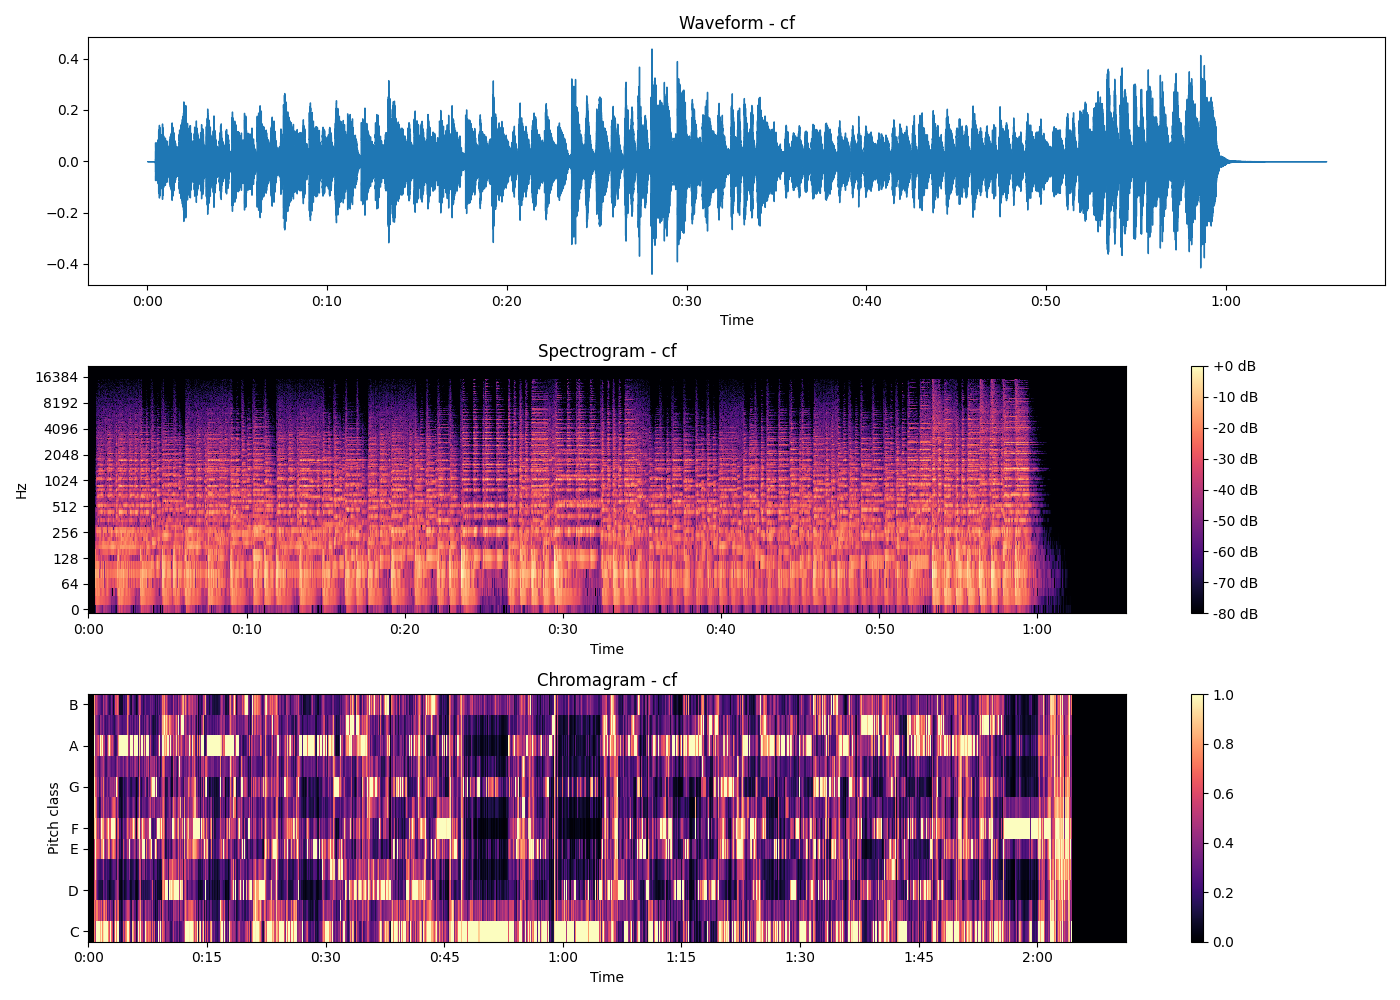 Waveform - cf
0.4
0.2
0.0
−0.2
−0.4
0:00 0:10 0:20 0:30 0:40 0:50 1:00
Time
Spectrogram - cf
Hz
16384
8192
4096
2048
1024
512
256
128
64
0
0:00 0:10 0:20 0:30 0:40 0:50 1:00
Time
+0 dB
-10 dB
-20 dB
-30 dB
-40 dB
-50 dB
-60 dB
-70 dB
-80 dB
Chromagram - cf
Pitch class
B
A
G
F
E
D
C
0:00 0:15 0:30 0:45 1:00 1:15 1:30 1:45 2:00
Time
1.0
0.8
0.6
0.4
0.2
0.0